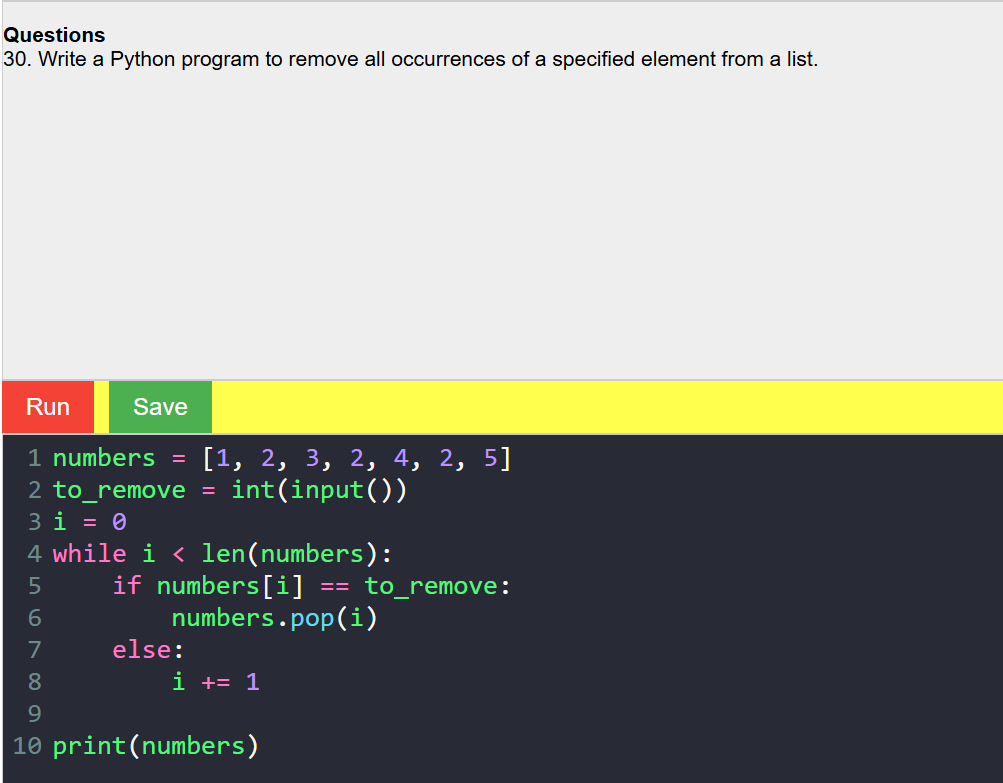 Questions
30. Write a Python program to remove all occurrences of a specified element from a list.
Run Save
1 numbers = [1, 2, 3, 2, 4, 2, 5]
2 to_remove = int(input())
3 i = 0
4 while i < len(numbers):
5     if numbers[i] == to_remove:
6         numbers.pop(i)
7     else:
8         i += 1
9
10 print(numbers)